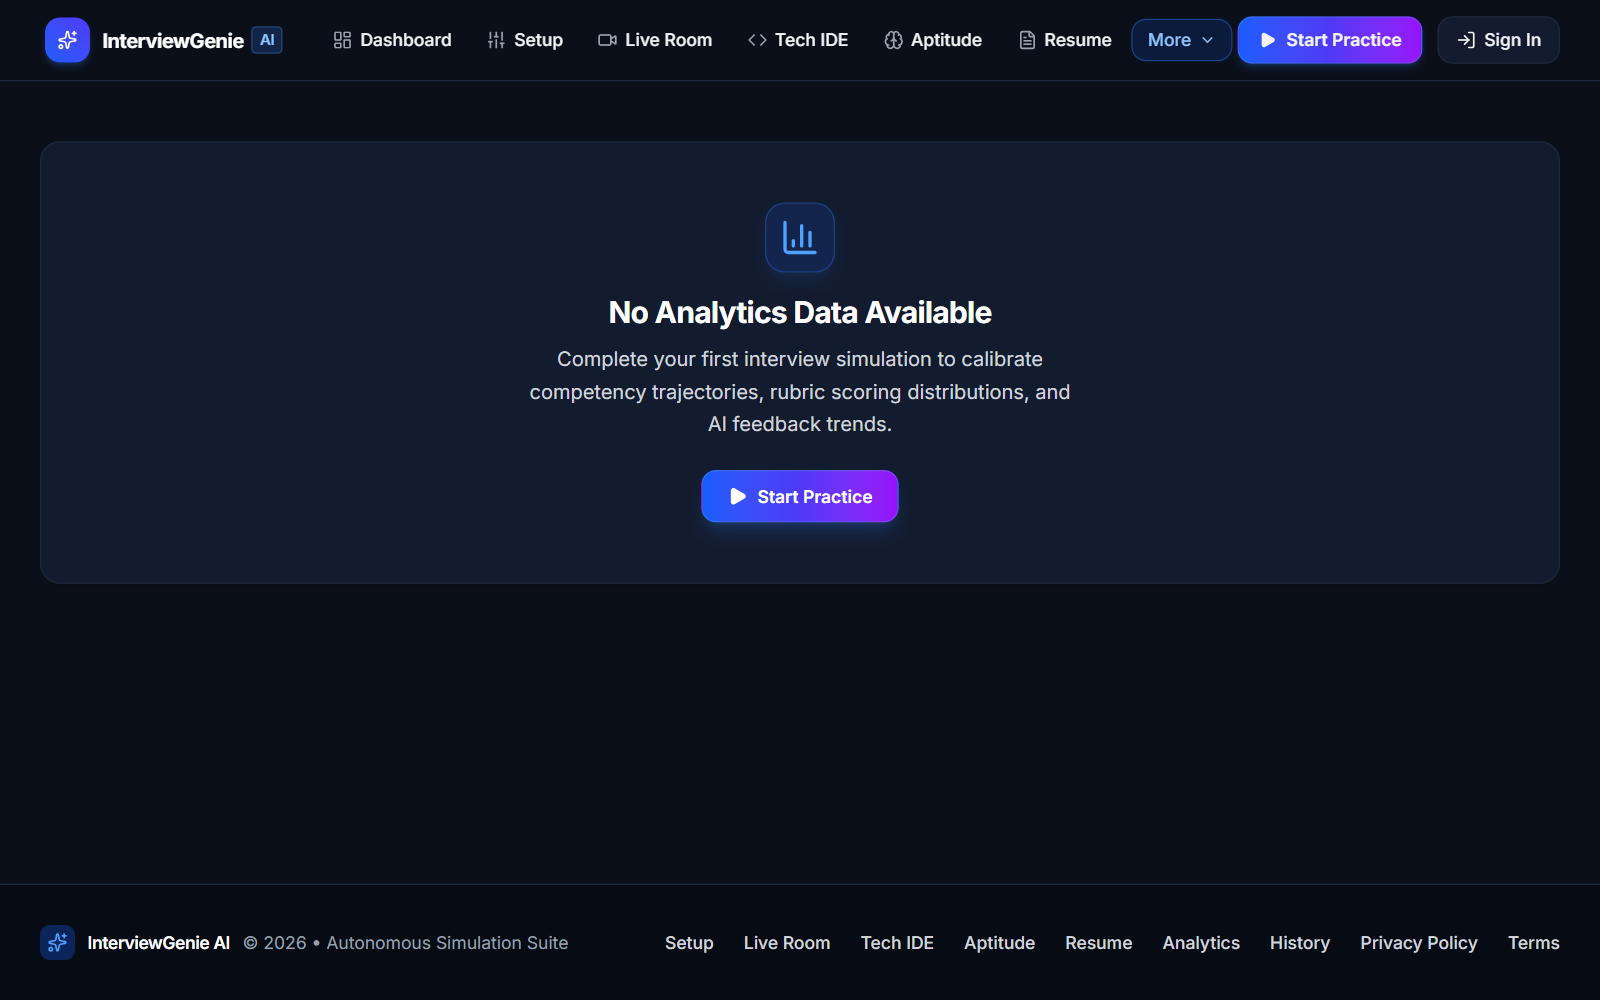 InterviewGenie AI
Dashboard
Setup
Live Room
Tech IDE
Aptitude
Resume
More
Start Practice
Sign In
No Analytics Data Available
Complete your first interview simulation to calibrate
competency trajectories, rubric scoring distributions, and
AI feedback trends.
Start Practice
InterviewGenie AI © 2026 • Autonomous Simulation Suite
Setup
Live Room
Tech IDE
Aptitude
Resume
Analytics
History
Privacy Policy
Terms